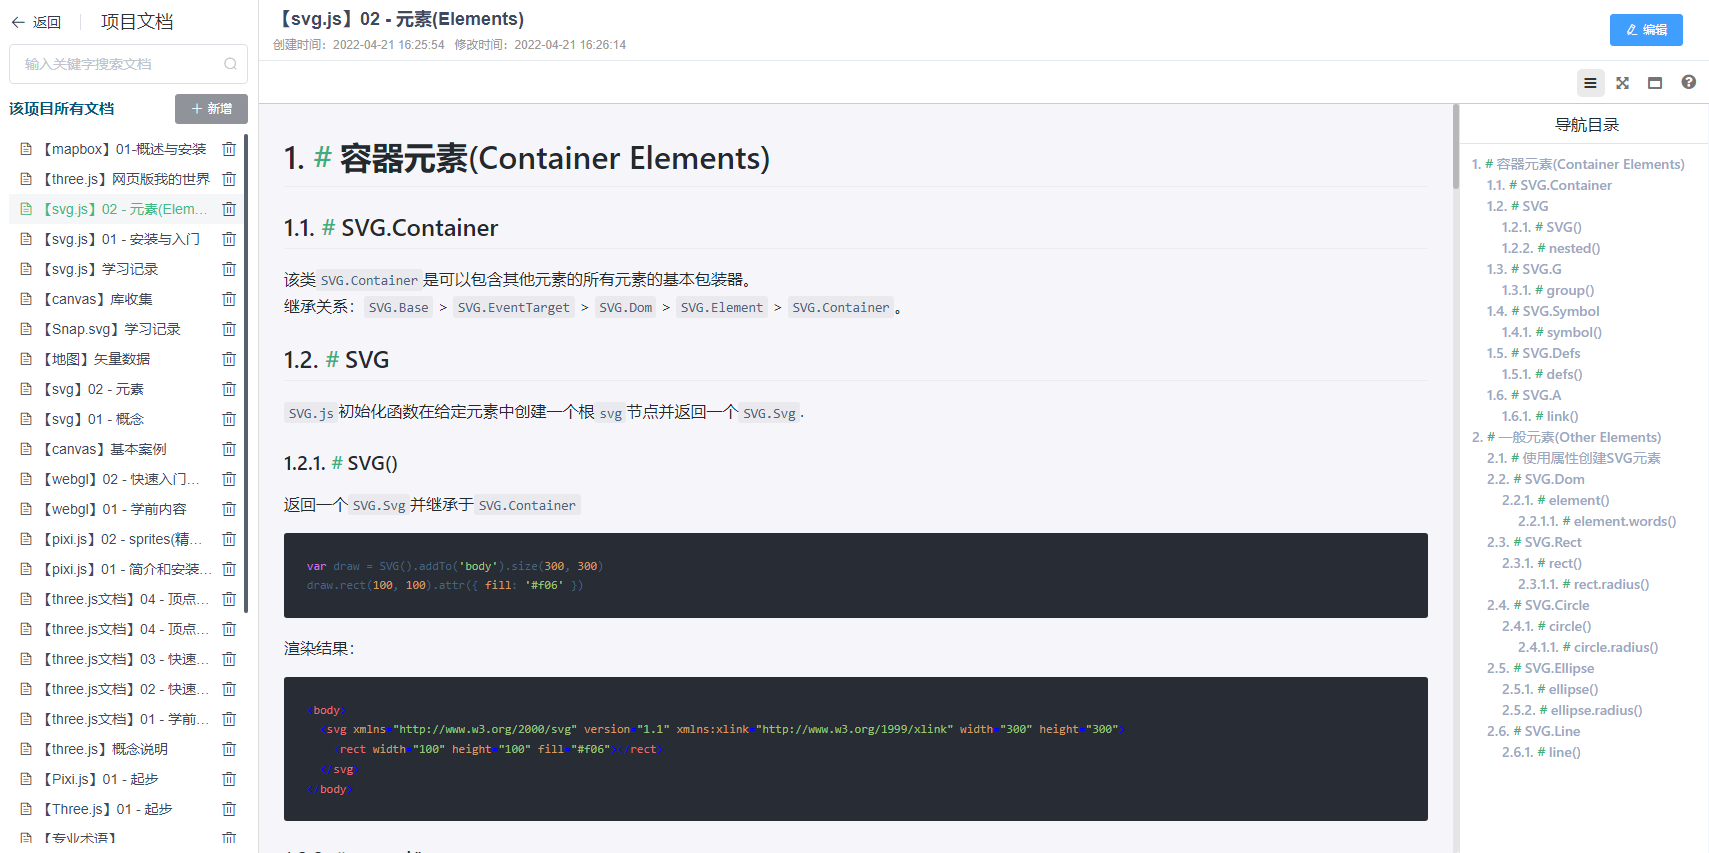 返回
项目文档
输入关键字搜索文档
该项目所有文档
新增
【mapbox】01-概述与安装
【three.js】网页版我的世界
【svg.js】02 - 元素(Elem...
【svg.js】01 - 安装与入门
【svg.js】学习记录
【canvas】库收集
【Snap.svg】学习记录
【地图】矢量数据
【svg】02 - 元素
【svg】01 - 概念
【canvas】基本案例
【webgl】02 - 快速入门...
【webgl】01 - 学前内容
【pixi.js】02 - sprites(精...
【pixi.js】01 - 简介和安装...
【three.js文档】04 - 顶点...
【three.js文档】04 - 顶点...
【three.js文档】03 - 快速...
【three.js文档】02 - 快速...
【three.js文档】01 - 学前...
【three.js】概念说明
【Pixi.js】01 - 起步
【Three.js】01 - 起步
【专业术语】
【svg.js】02 - 元素(Elements)
创建时间：2022-04-21 16:25:54 修改时间：2022-04-21 16:26:14
编辑
1. # 容器元素(Container Elements)
1.1. # SVG.Container
该类 SVG.Container 是可以包含其他元素的所有元素的基本包装器。
继承关系： SVG.Base > SVG.EventTarget > SVG.Dom > SVG.Element > SVG.Container 。
1.2. # SVG
SVG.js 初始化函数在给定元素中创建一个根 svg 节点并返回一个 SVG.Svg .
1.2.1. # SVG()
返回一个 SVG.Svg 并继承于 SVG.Container
var draw = SVG().addTo('body').size(300, 300)
draw.rect(100, 100).attr({ fill: '#f06' })
渲染结果：
<body>
<svg xmlns="http://www.w3.org/2000/svg" version="1.1" xmlns:xlink="http://www.w3.org/1999/xlink" width="300" height="300">
<rect width="100" height="100" fill="#f06"></rect>
</svg>
</body>
导航目录
1. # 容器元素(Container Elements)
1.1. # SVG.Container
1.2. # SVG
1.2.1. # SVG()
1.2.2. # nested()
1.3. # SVG.G
1.3.1. # group()
1.4. # SVG.Symbol
1.4.1. # symbol()
1.5. # SVG.Defs
1.5.1. # defs()
1.6. # SVG.A
1.6.1. # link()
2. # 一般元素(Other Elements)
2.1. # 使用属性创建SVG元素
2.2. # SVG.Dom
2.2.1. # element()
2.2.1.1. # element.words()
2.3. # SVG.Rect
2.3.1. # rect()
2.3.1.1. # rect.radius()
2.4. # SVG.Circle
2.4.1. # circle()
2.4.1.1. # circle.radius()
2.5. # SVG.Ellipse
2.5.1. # ellipse()
2.5.2. # ellipse.radius()
2.6. # SVG.Line
2.6.1. # line()